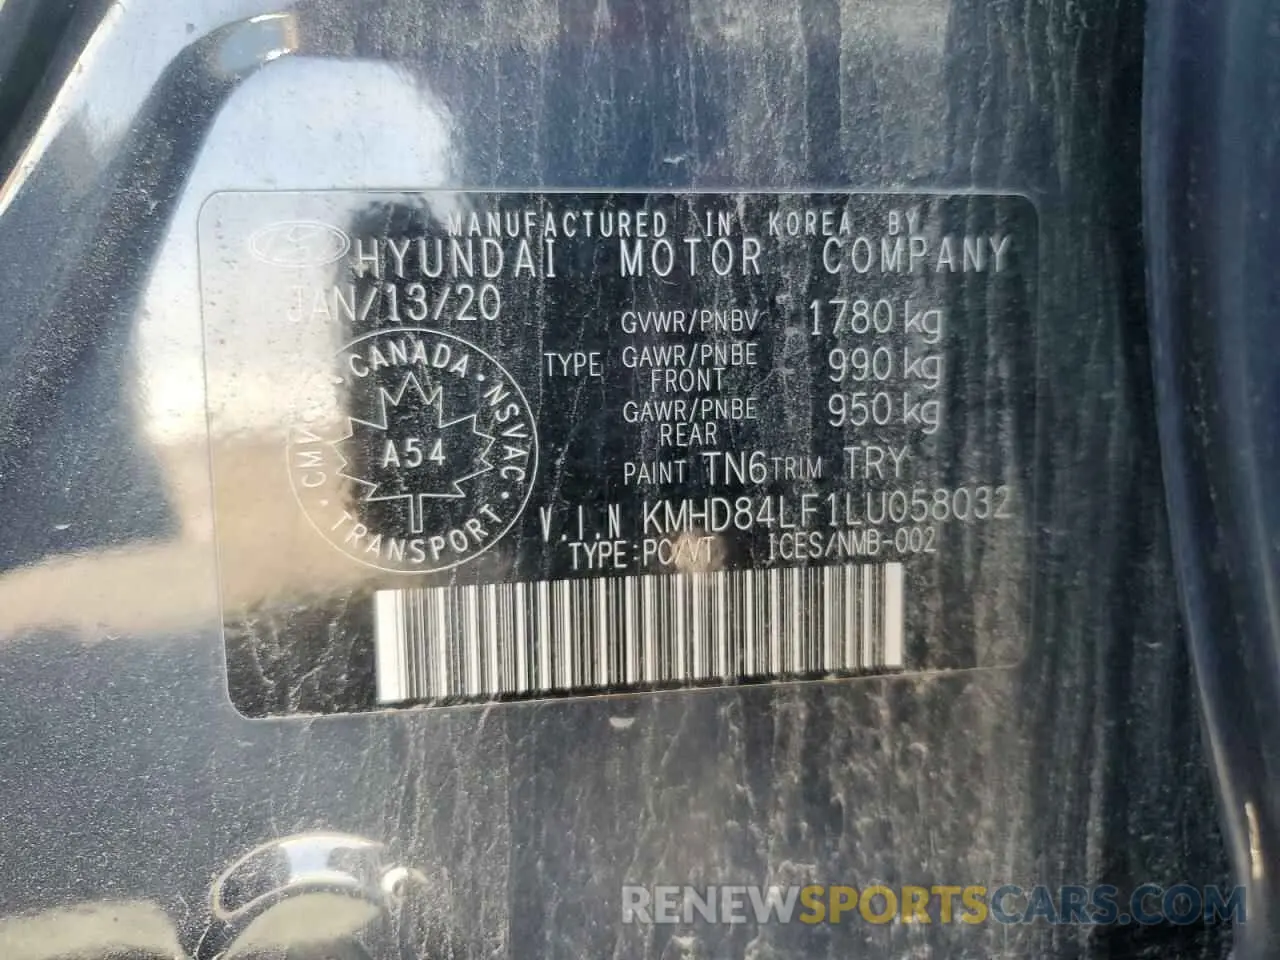 MANUFACTURED IN KOREA BY
HYUNDAI MOTOR COMPANY
JAN/13/20
GVWR/PNBV 1780 kg
TYPE GAWR/PNBE FRONT 990 kg
GAWR/PNBE REAR 950 kg
PAINT TN6 TRIM TRY
V.I.N KMHD84LF1LU058032
TYPE:PC/VT ICES/NMB-002
CANADA · NSVAC · TRANSPORT ·
A54
RENEWSPORTSCARS.COM